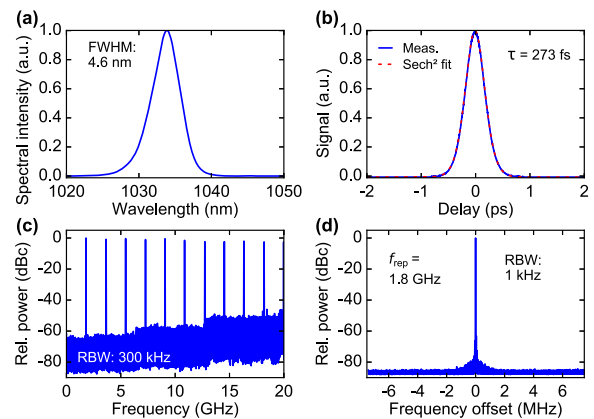 (a)
FWHM:
4.6 nm
Spectral intensity (a.u.)
1.0
0.8
0.6
0.4
0.2
0.0
1020 1030 1040 1050
Wavelength (nm)
(b)
Meas.
Sech² fit
τ = 273 fs
Signal (a.u.)
1.0
0.8
0.6
0.4
0.2
0.0
-2 -1 0 1 2
Delay (ps)
(c)
Rel. power (dBc)
0
-20
-40
-60
-80
RBW: 300 kHz
0 5 10 15 20
Frequency (GHz)
(d)
f_rep =
1.8 GHz
RBW:
1 kHz
Rel. power (dBc)
0
-20
-40
-60
-80
-6 -4 -2 0 2 4 6
Frequency offset (MHz)